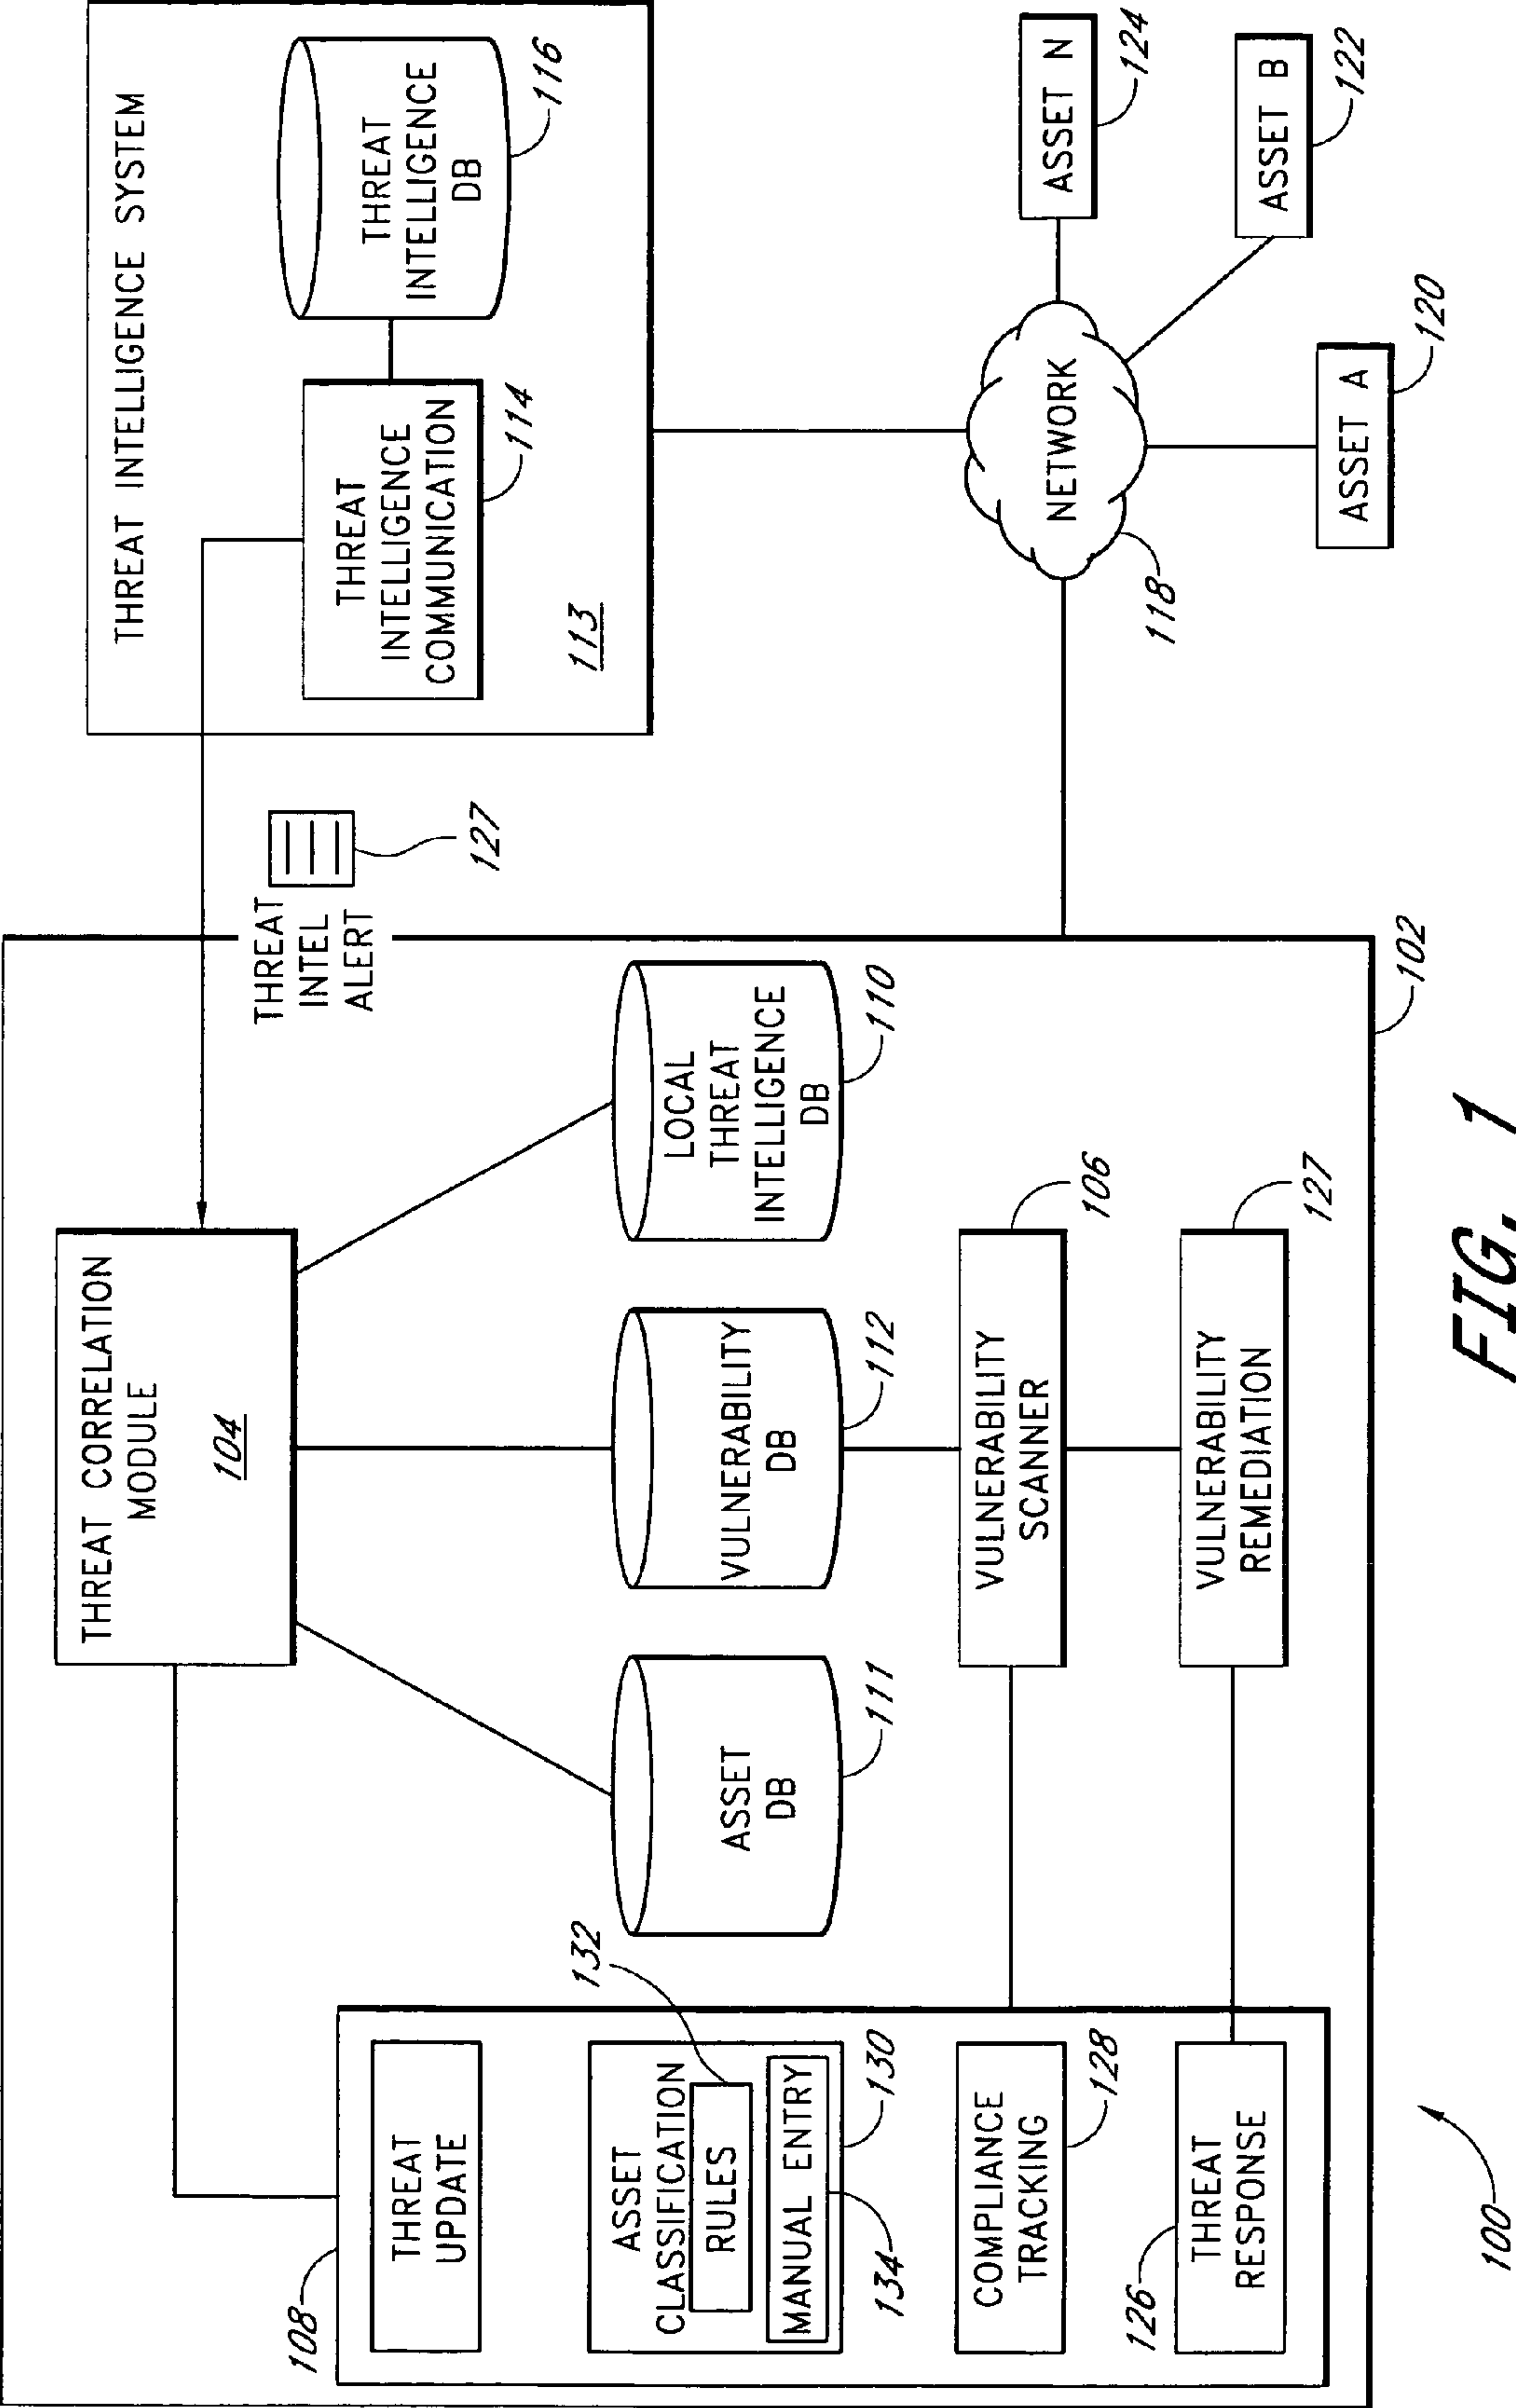 THREAT CORRELATION
MODULE
104
THREAT
INTEL
ALERT
127
THREAT INTELLIGENCE SYSTEM
THREAT
INTELLIGENCE
COMMUNICATION
114
THREAT
INTELLIGENCE
DB
116
113
108
THREAT
UPDATE
ASSET
CLASSIFICATION
RULES
132
MANUAL ENTRY
134
130
COMPLIANCE
TRACKING
128
THREAT
RESPONSE
126
ASSET
DB
111
VULNERABILITY
DB
112
LOCAL
THREAT
INTELLIGENCE
DB
110
VULNERABILITY
SCANNER
106
VULNERABILITY
REMEDIATION
127
102
NETWORK
118
ASSET N
124
ASSET B
122
ASSET A
120
100
FIG. 1